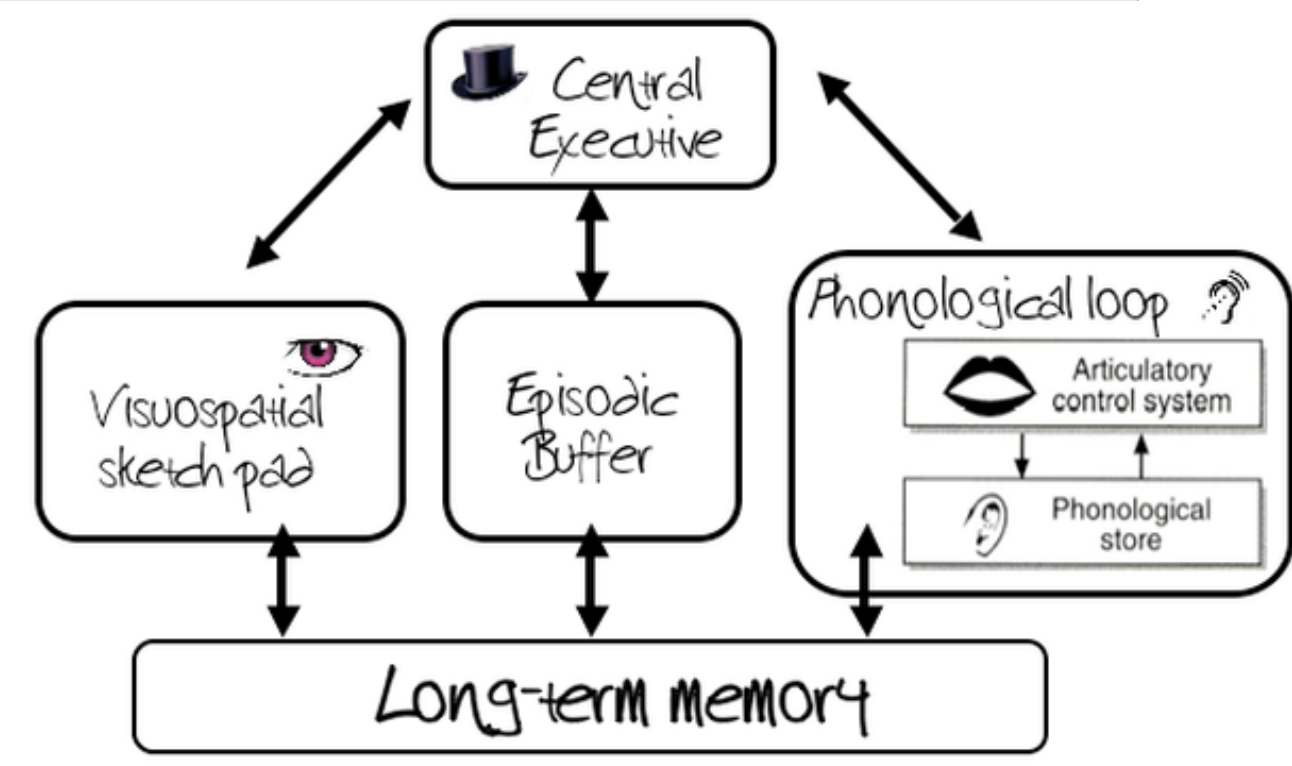 Central
Executive
Visuospatial
sketch pad
Episodic
Buffer
Phonological loop
Articulatory
control system
Phonological
store
Long-term memory